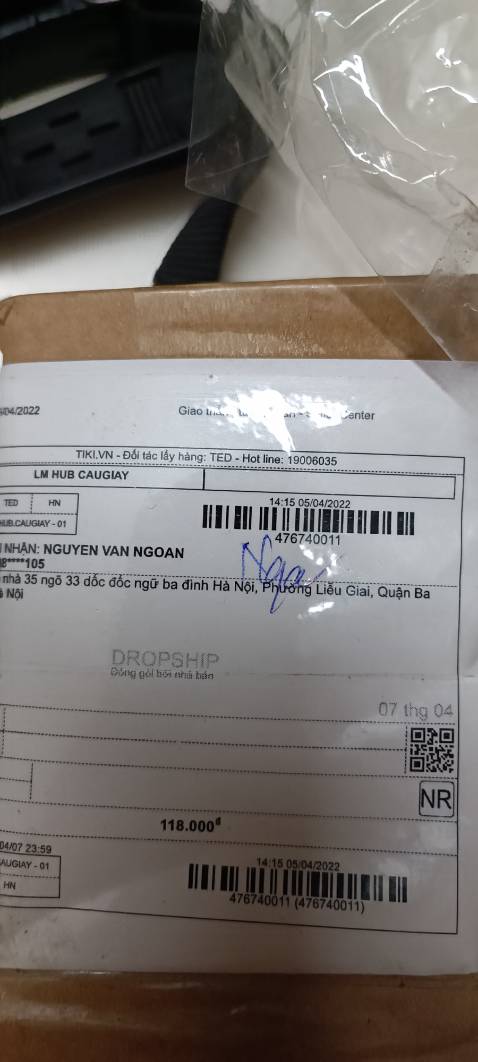 04/2022
Giao
enter
TIKI.VN - Đối tác lấy hàng: TED - Hot line: 19006035
LM HUB CAUGIAY
TED HN
HUB.CAUGIAY - 01
14:15 05/04/2022
476740011
NHẬN: NGUYEN VAN NGOAN
8****105
nhà 35 ngõ 33 dốc đốc ngữ ba đình Hà Nội, Phường Liễu Giai, Quận Ba
Nội
DROPSHIP
Đóng gói bởi nhà bán
07 thg 04
NR
118.000đ
04/07 23:59
AUGIAY - 01
HN
14:15 05/04/2022
476740011 (476740011)